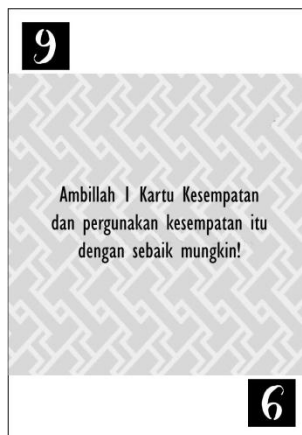 9
Ambillah 1 Kartu Kesempatan
dan pergunakan kesempatan itu
dengan sebaik mungkin!
6